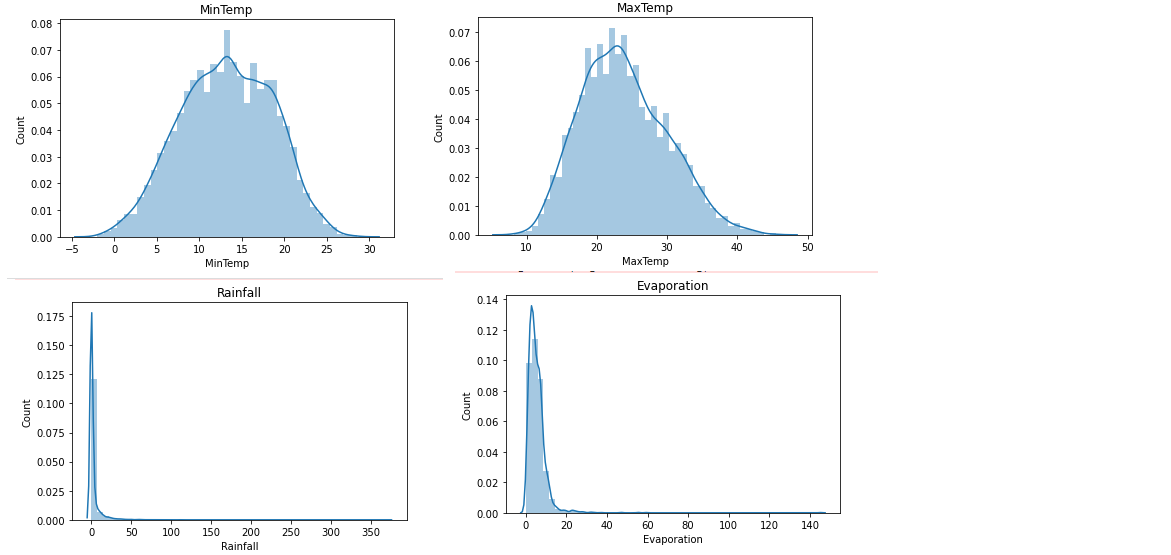 MinTemp
0.08
0.07
0.06
0.05
0.04
0.03
0.02
0.01
0.00
Count
−5 0 5 10 15 20 25 30
MinTemp
MaxTemp
0.07
0.06
0.05
0.04
0.03
0.02
0.01
0.00
Count
10 20 30 40 50
MaxTemp
Rainfall
0.175
0.150
0.125
0.100
0.075
0.050
0.025
0.000
Count
0 50 100 150 200 250 300 350
Rainfall
Evaporation
0.14
0.12
0.10
0.08
0.06
0.04
0.02
0.00
Count
0 20 40 60 80 100 120 140
Evaporation